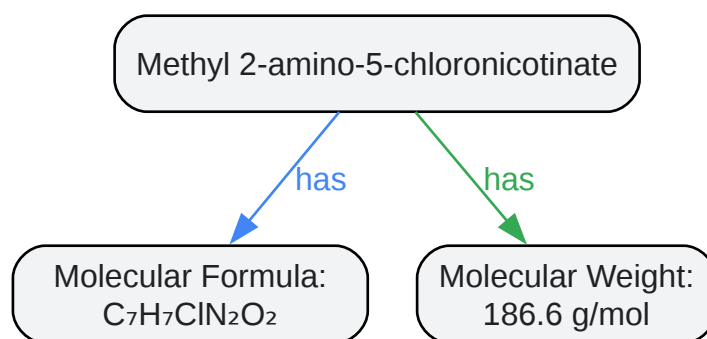 Methyl 2-amino-5-chloronicotinate
has has
Molecular Formula:
C₇H₇ClN₂O₂
Molecular Weight:
186.6 g/mol